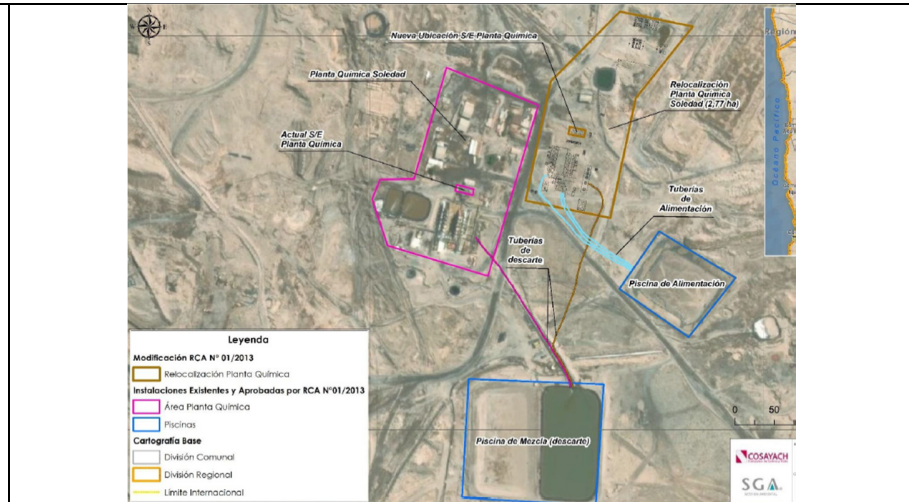 Nueva Ubicación S/E Planta Química
Planta Química Soledad
Relocalización
Planta Química
Soledad (2,77 ha)
Actual S/E
Planta Química
Océano Pacífico
Tuberías
de
Alimentación
Tuberías
de
descarte
Piscina de Alimentación
Leyenda
Modificación RCA N° 01/2013
Relocalización Planta Química
Instalaciones Existentes y Aprobadas por RCA N°01/2013
Área Planta Química
Piscinas
Cartografía Base
División Comunal
División Regional
Límite Internacional
Piscina de Mezcla (descarte)
0 50
COSAYACH
SGA